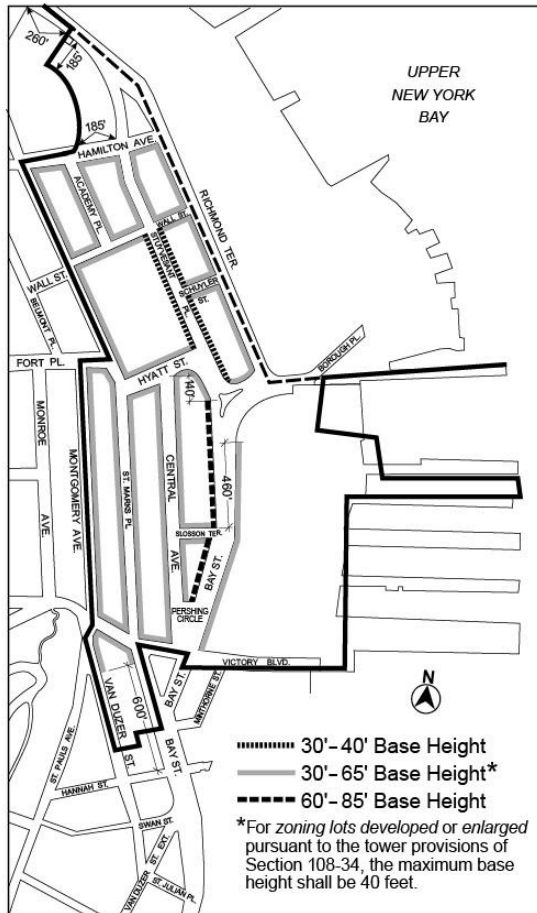 260'
185'
UPPER
NEW YORK
BAY
185'
HAMILTON AVE.
ACADEMY PL.
RICHMOND TER.
WALL ST.
STUYVESANT
PL.
WALL ST.
SCHUYLER
ST.
BELMONT PL.
BOROUGH PL.
FORT PL.
HYATT ST.
140'
MONROE
AVE.
MONTGOMERY AVE.
ST. MARKS PL.
CENTRAL
AVE.
460'
SLOSSON TER.
BAY ST.
PERSHING
CIRCLE
VICTORY BLVD.
N
BAY ST.
MINTHORNE ST.
VAN DUZER
ST.
600'
BAY ST.
ST. PAULS AVE.
HANNAH ST.
SWAN ST.
VAN DUZER
ST. EXT.
ST. JULIAN PL.
30'-40' Base Height
30'-65' Base Height*
60'-85' Base Height
*For zoning lots developed or enlarged
pursuant to the tower provisions of
Section 108-34, the maximum base
height shall be 40 feet.